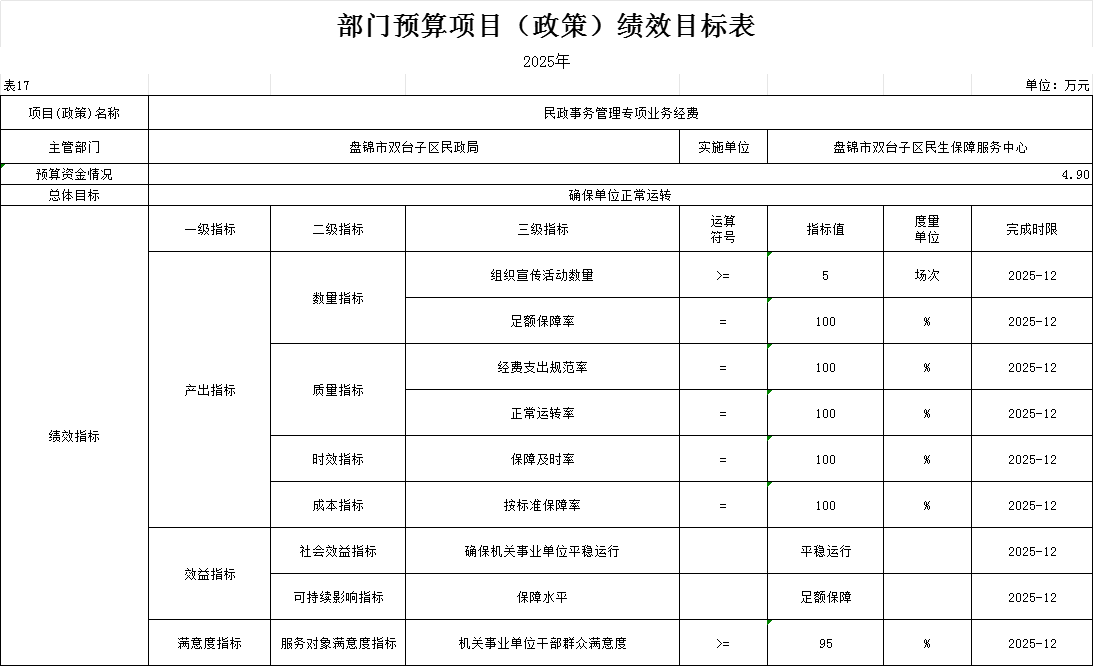 部门预算项目（政策）绩效目标表
2025年
表17 单位：万元
项目(政策)名称 民政事务管理专项业务经费
主管部门 盘锦市双台子区民政局 实施单位 盘锦市双台子区民生保障服务中心
预算资金情况 4.90
总体目标 确保单位正常运转
绩效指标 一级指标 二级指标 三级指标 运算符号 指标值 度量单位 完成时限
产出指标 数量指标 组织宣传活动数量 >= 5 场次 2025-12
足额保障率 = 100 % 2025-12
质量指标 经费支出规范率 = 100 % 2025-12
正常运转率 = 100 % 2025-12
时效指标 保障及时率 = 100 % 2025-12
成本指标 按标准保障率 = 100 % 2025-12
效益指标 社会效益指标 确保机关事业单位平稳运行 平稳运行 2025-12
可持续影响指标 保障水平 足额保障 2025-12
满意度指标 服务对象满意度指标 机关事业单位干部群众满意度 >= 95 % 2025-12